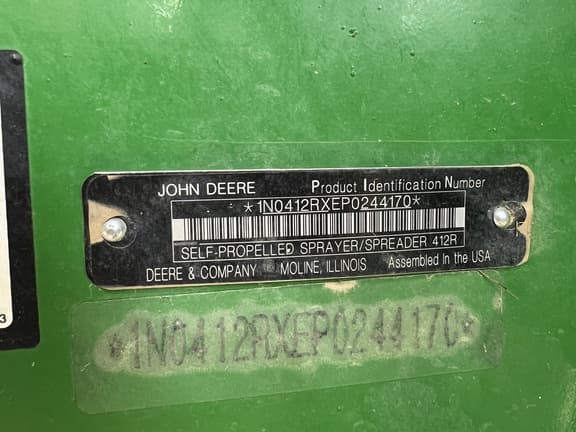 JOHN DEERE Product Identification Number
*1N0412RXEP0244170*
SELF-PROPELLED SPRAYER/SPREADER 412R
DEERE & COMPANY MOLINE, ILLINOIS Assembled In the USA
*1N0412RXEP0244170*
3